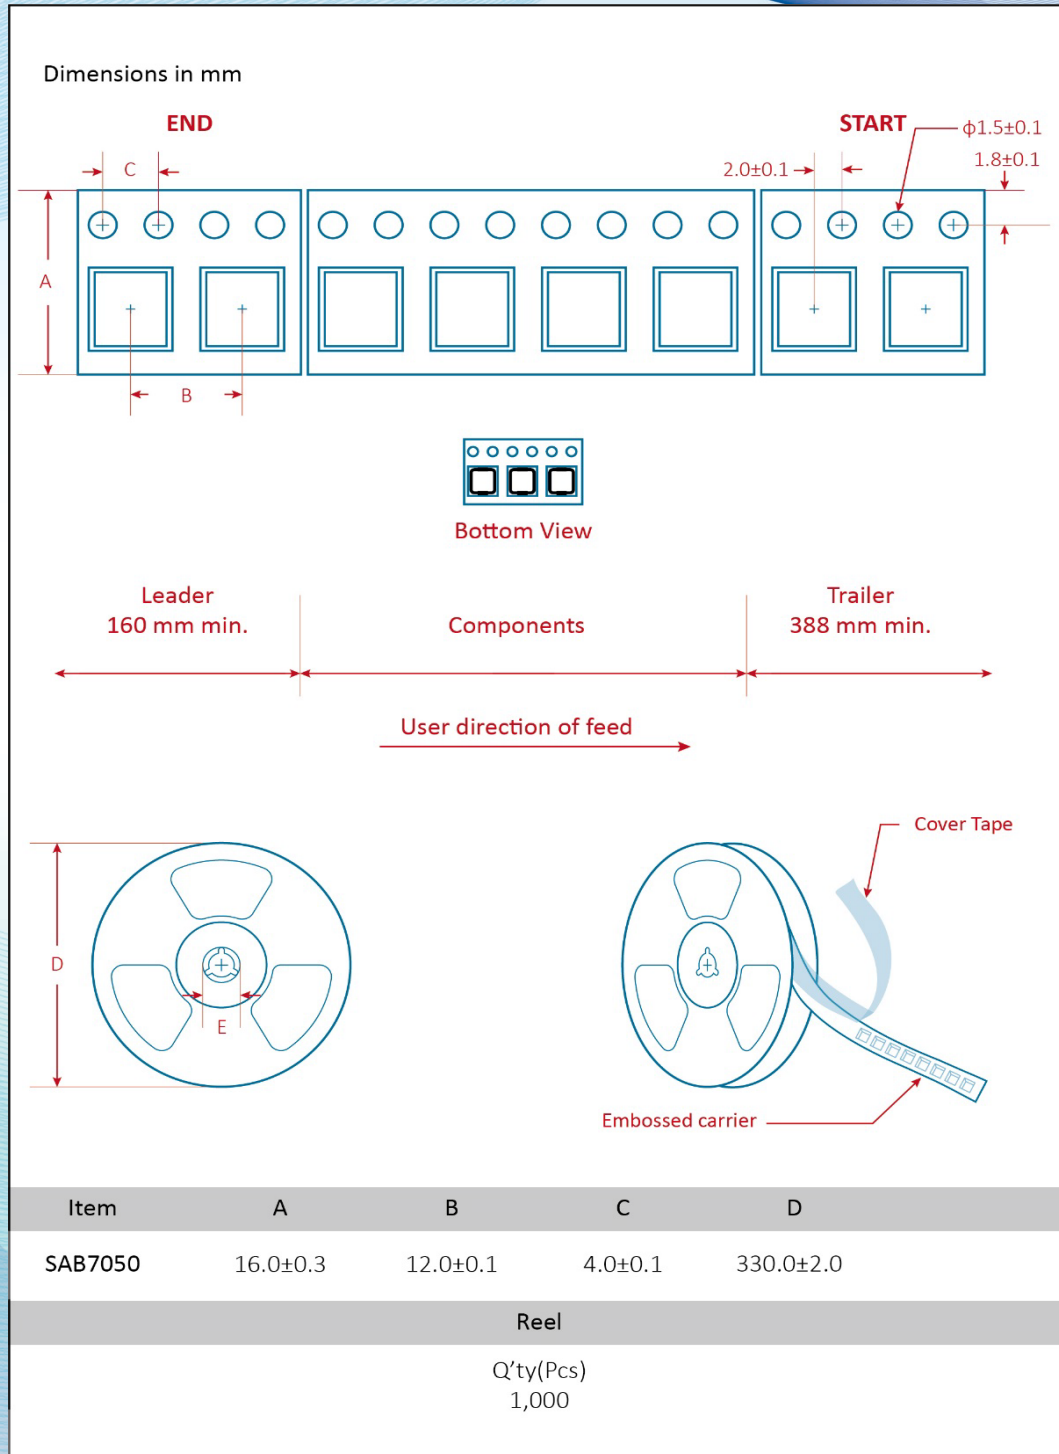 Dimensions in mm
END
START
ϕ1.5±0.1
C
2.0±0.1
1.8±0.1
A
B
Bottom View
Leader
160 mm min.
Components
Trailer
388 mm min.
User direction of feed
Cover Tape
D
E
Embossed carrier
Item A B C D
SAB7050 16.0±0.3 12.0±0.1 4.0±0.1 330.0±2.0
Reel
Q’ty(Pcs)
1,000